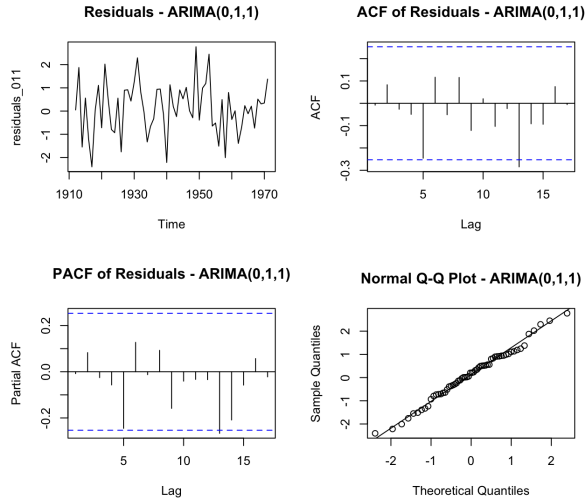 Residuals - ARIMA(0,1,1)
residuals_011
2
1
0
-1
-2
1910
1930
1950
1970
Time
ACF of Residuals - ARIMA(0,1,1)
ACF
0.1
-0.1
-0.3
5
10
15
Lag
PACF of Residuals - ARIMA(0,1,1)
Partial ACF
0.2
0.0
-0.2
5
10
15
Lag
Normal Q-Q Plot - ARIMA(0,1,1)
Sample Quantiles
2
1
0
-1
-2
-2
-1
0
1
2
Theoretical Quantiles